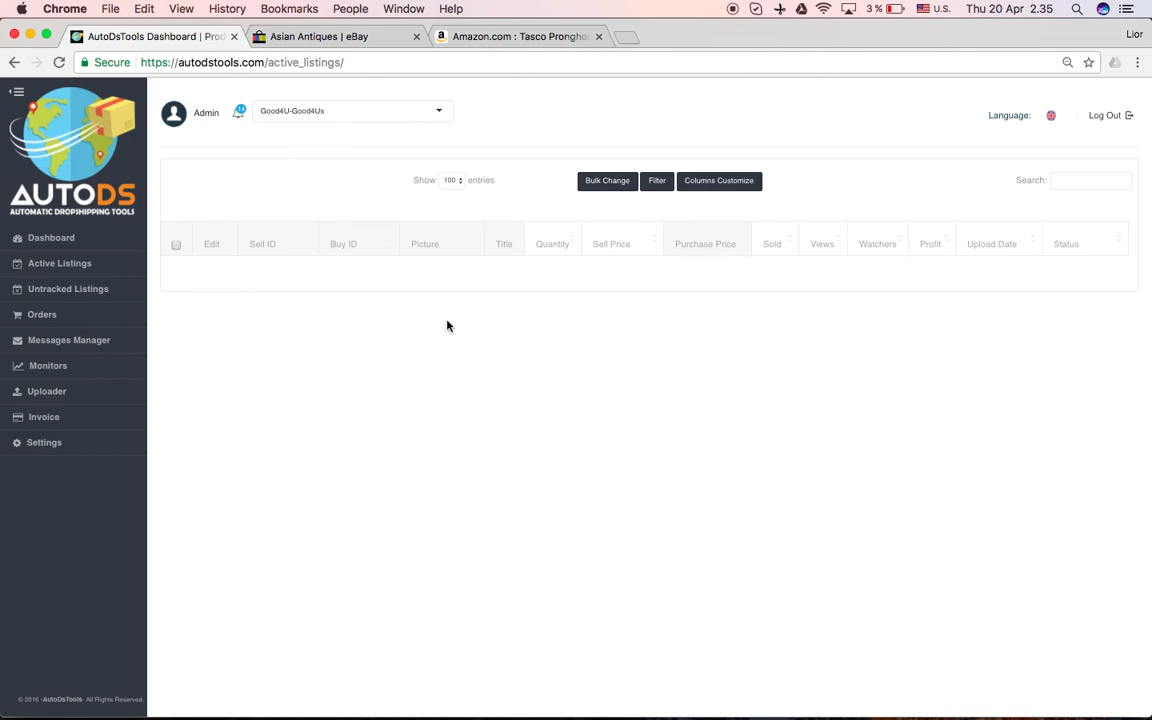 Chrome File Edit View History Bookmarks People Window Help 3% U.S. Thu 20 Apr 2.35
AutoDsTools Dashboard | Prod Asian Antiques | eBay Amazon.com : Tasco Pronghor Lior
Secure https://autodstools.com/active_listings/
Admin 14 Good4U-Good4Us Language: Log Out
AUTODS
AUTOMATIC DROPSHIPPING TOOLS
Dashboard
Active Listings
Untracked Listings
Orders
Messages Manager
Monitors
Uploader
Invoice
Settings
Show 100 entries Bulk Change Filter Columns Customize Search:
Edit Sell ID Buy ID Picture Title Quantity Sell Price Purchase Price Sold Views Watchers Profit Upload Date Status
© 2016 -AutoDsTools- All Rights Reserved.